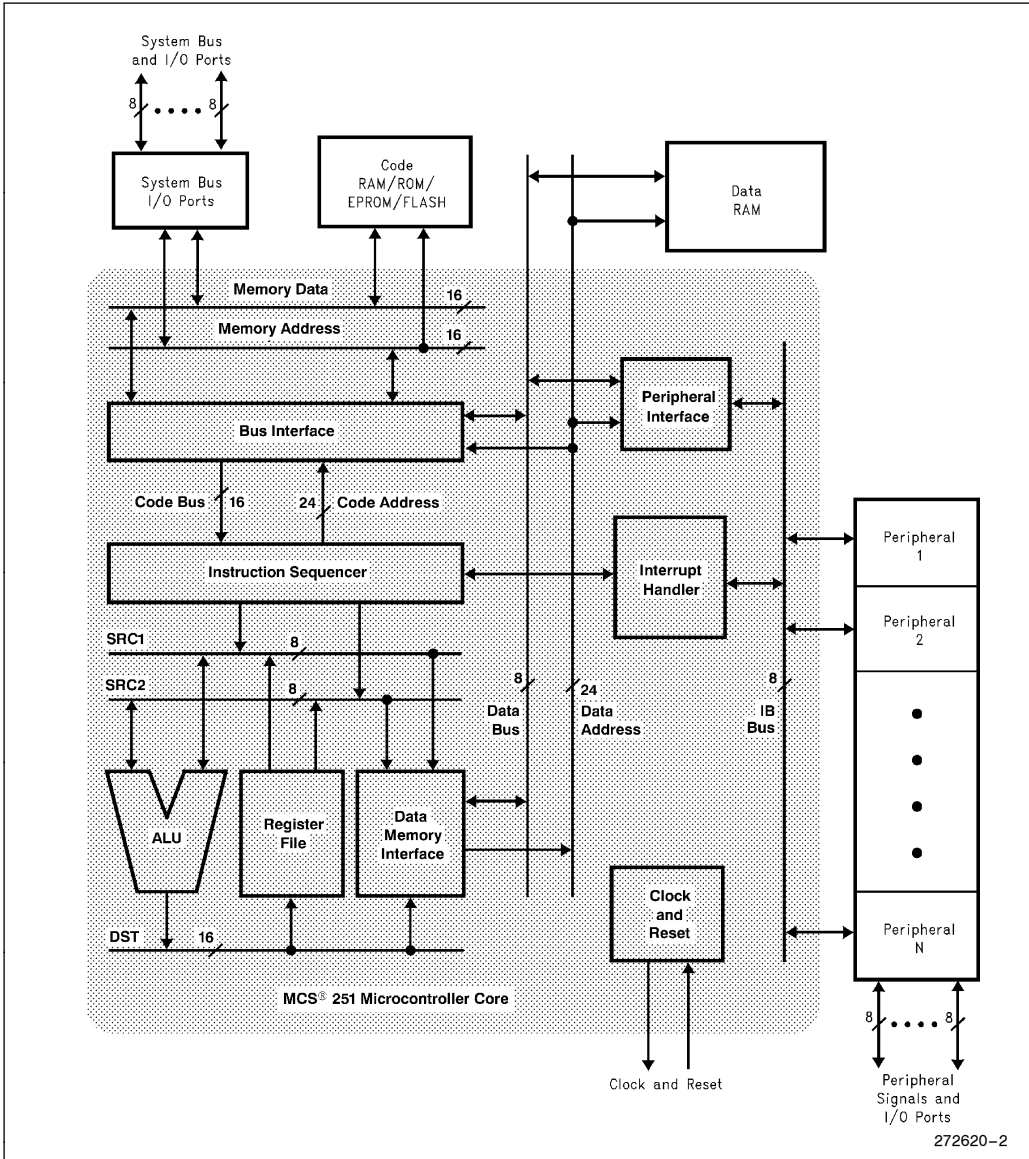 System Bus
and I/O Ports
8
8
System Bus
I/O Ports
Code
RAM/ROM/
EPROM/FLASH
Data
RAM
Memory Data
16
Memory Address
16
Bus Interface
Peripheral
Interface
Code Bus
16
24
Code Address
Instruction Sequencer
Interrupt
Handler
Peripheral
1
Peripheral
2
SRC1
8
SRC2
8
8
Data
Bus
24
Data
Address
8
IB
Bus
ALU
Register
File
Data
Memory
Interface
Clock
and
Reset
Peripheral
N
DST
16
MCS® 251 Microcontroller Core
8
8
Clock and Reset
Peripheral
Signals and
I/O Ports
272620–2